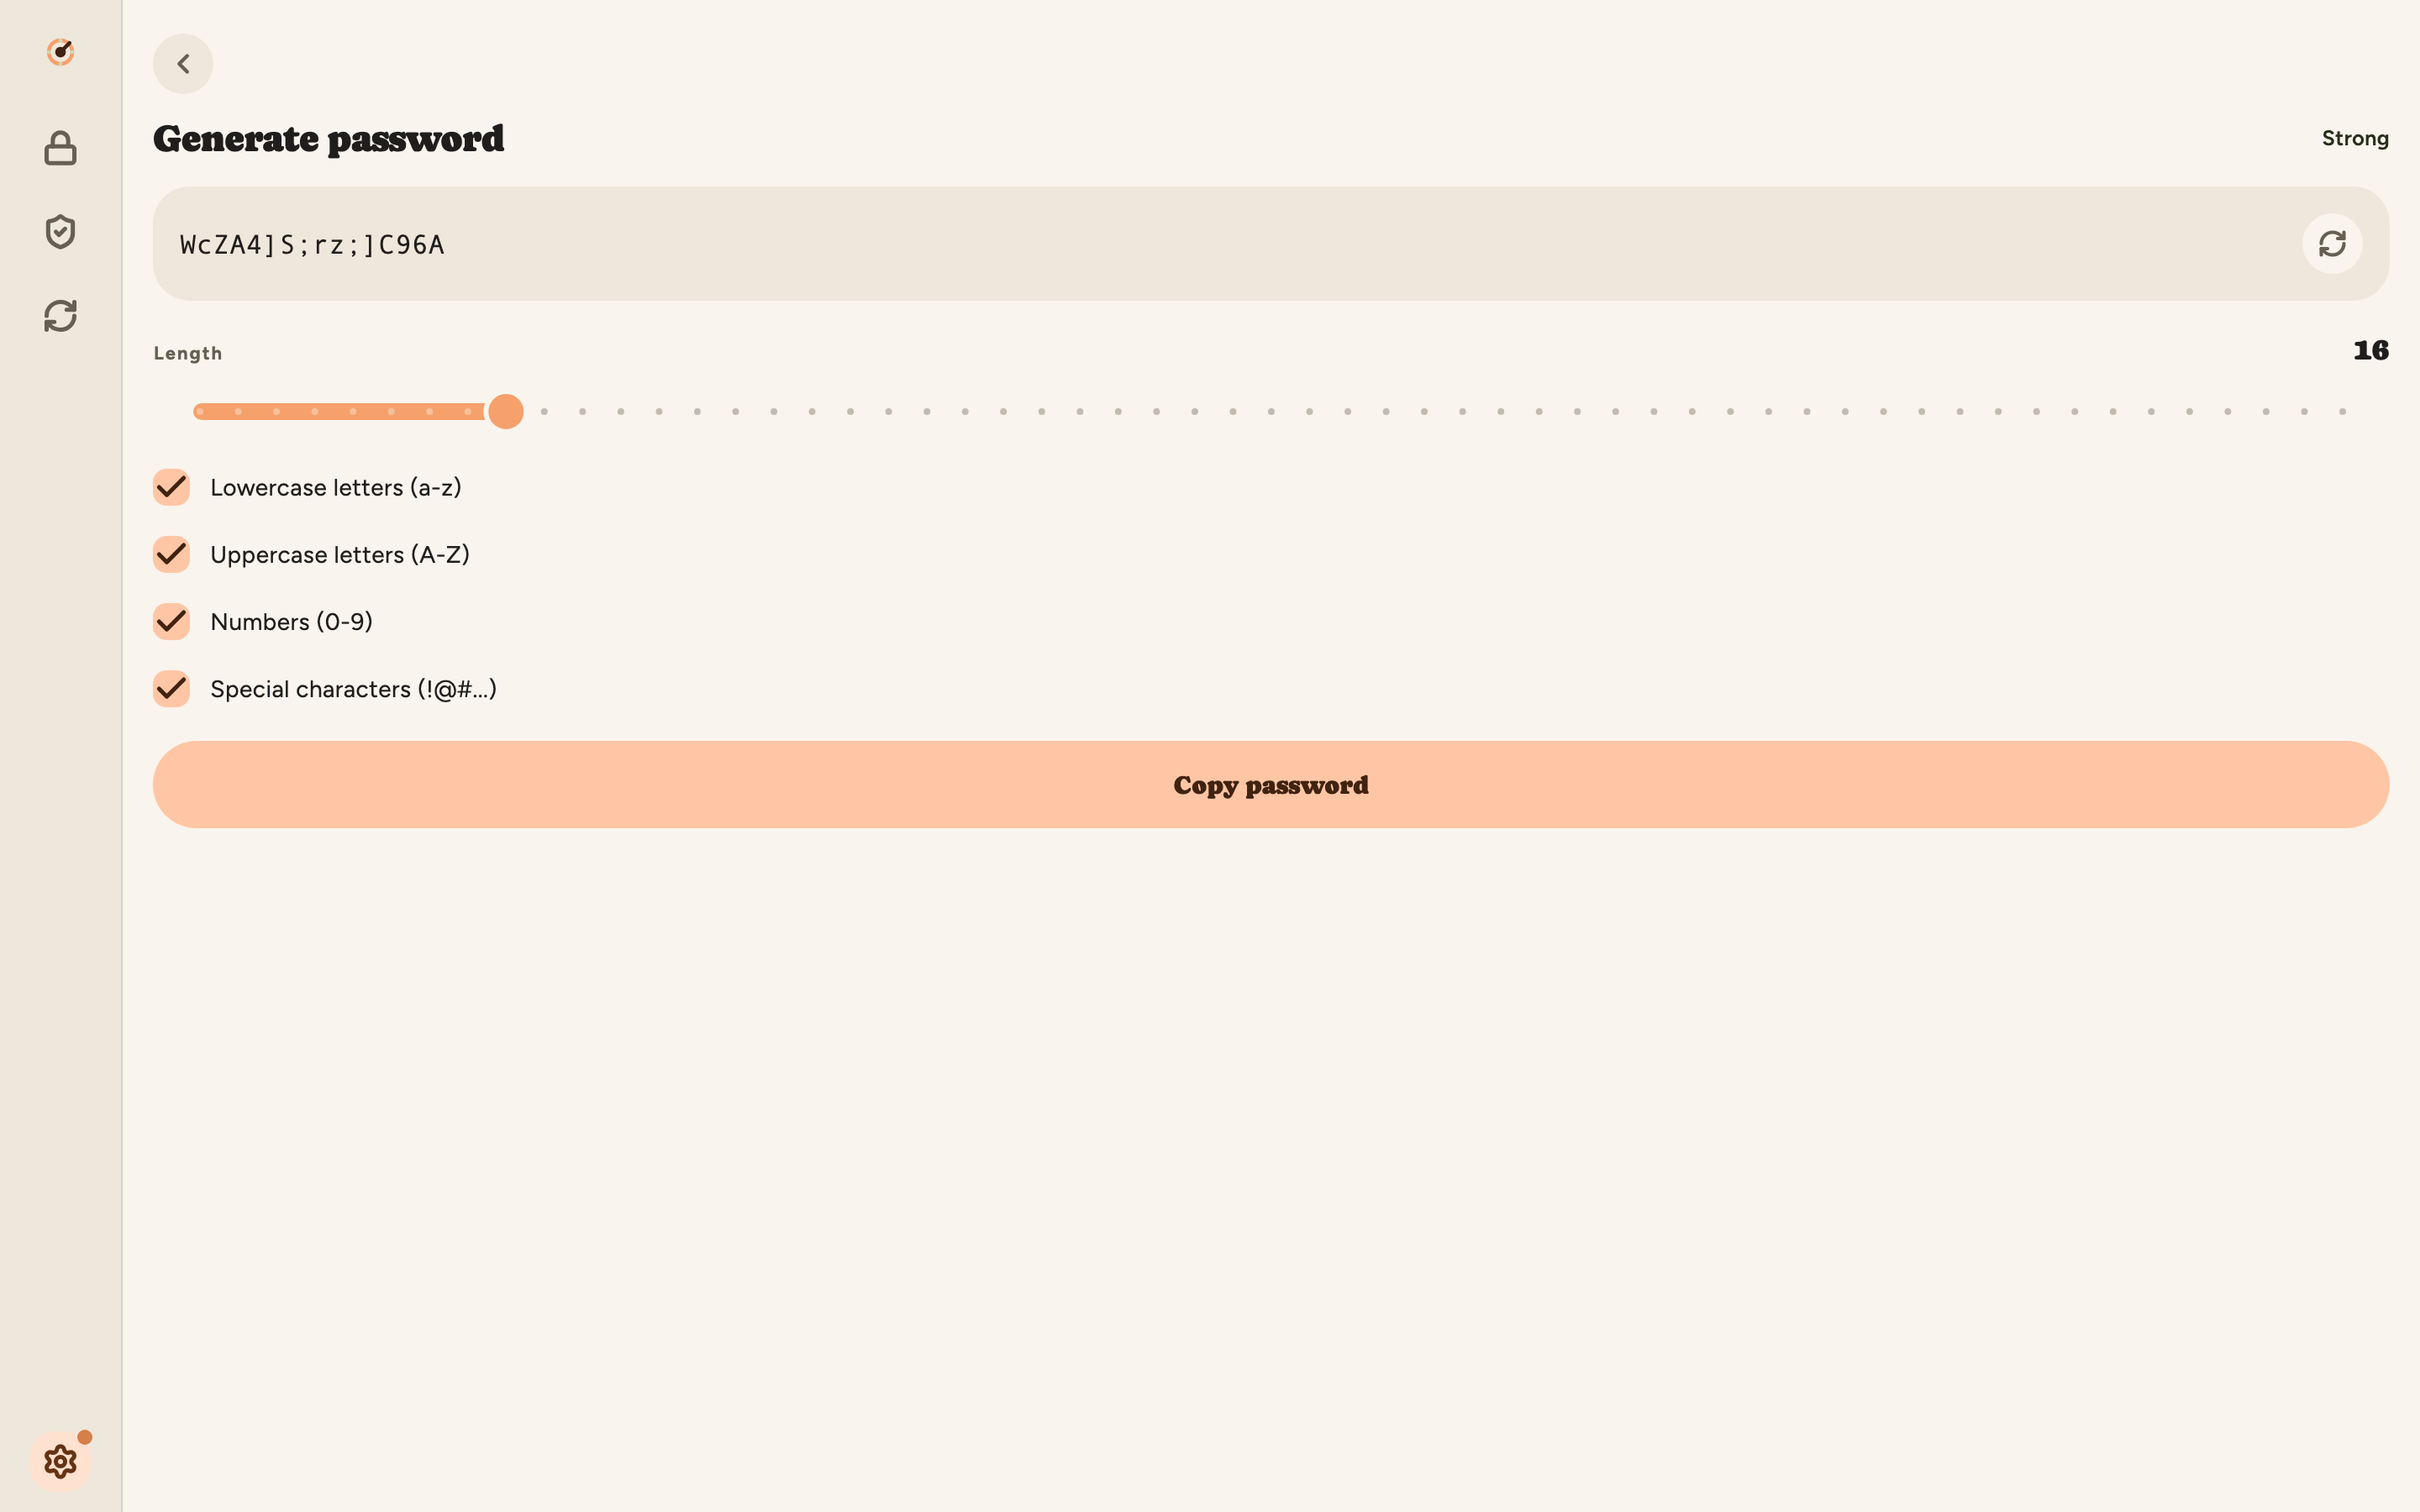 Generate password
Strong
WcZA4]S;rz;]C96A
Length
16
Lowercase letters (a-z)
Uppercase letters (A-Z)
Numbers (0-9)
Special characters (!@#...)
Copy password